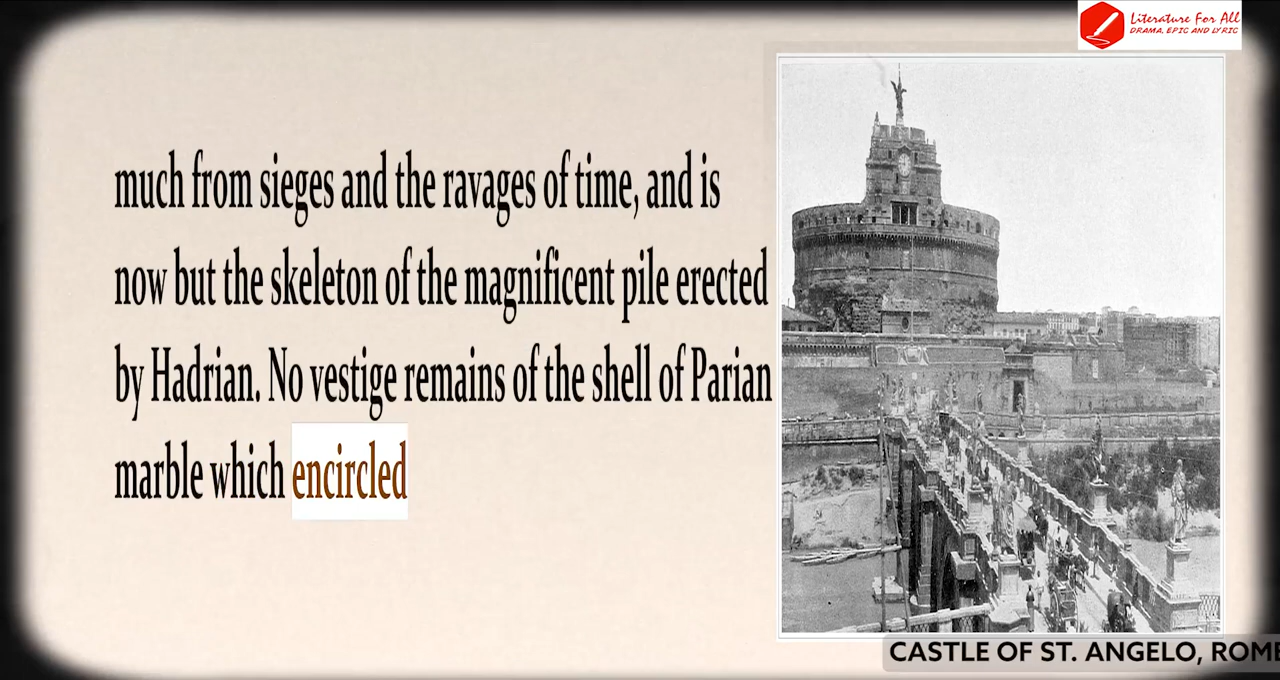 Literature For All
DRAMA, EPIC AND LYRIC
much from sieges and the ravages of time, and is
now but the skeleton of the magnificent pile erected
by Hadrian. No vestige remains of the shell of Parian
marble which encircled
CASTLE OF ST. ANGELO, ROME